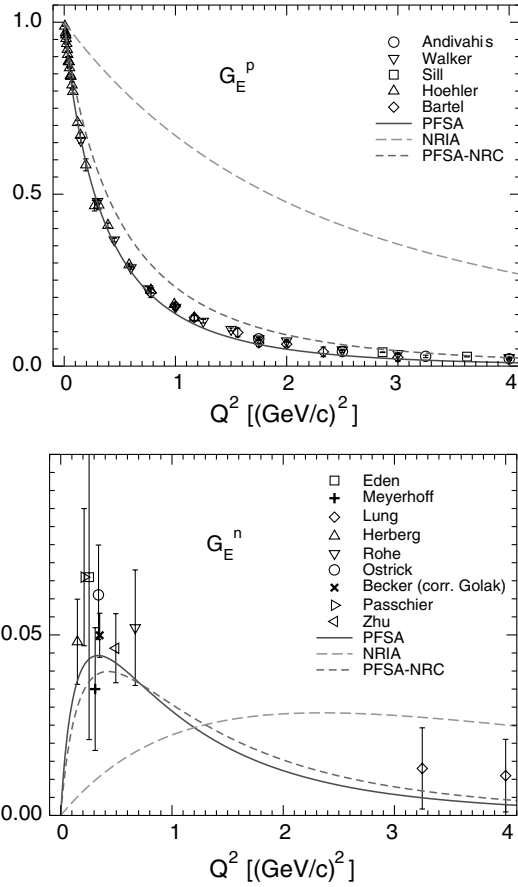 1.0
0.5
0.0
G_E^p
Andivahis
Walker
Sill
Hoehler
Bartel
PFSA
NRIA
PFSA-NRC
0 1 2 3 4
Q^2 [(GeV/c)^2]
0.05
0.00
G_E^n
Eden
Meyerhoff
Lung
Herberg
Rohe
Ostrick
Becker (corr. Golak)
Passchier
Zhu
PFSA
NRIA
PFSA-NRC
0 1 2 3 4
Q^2 [(GeV/c)^2]